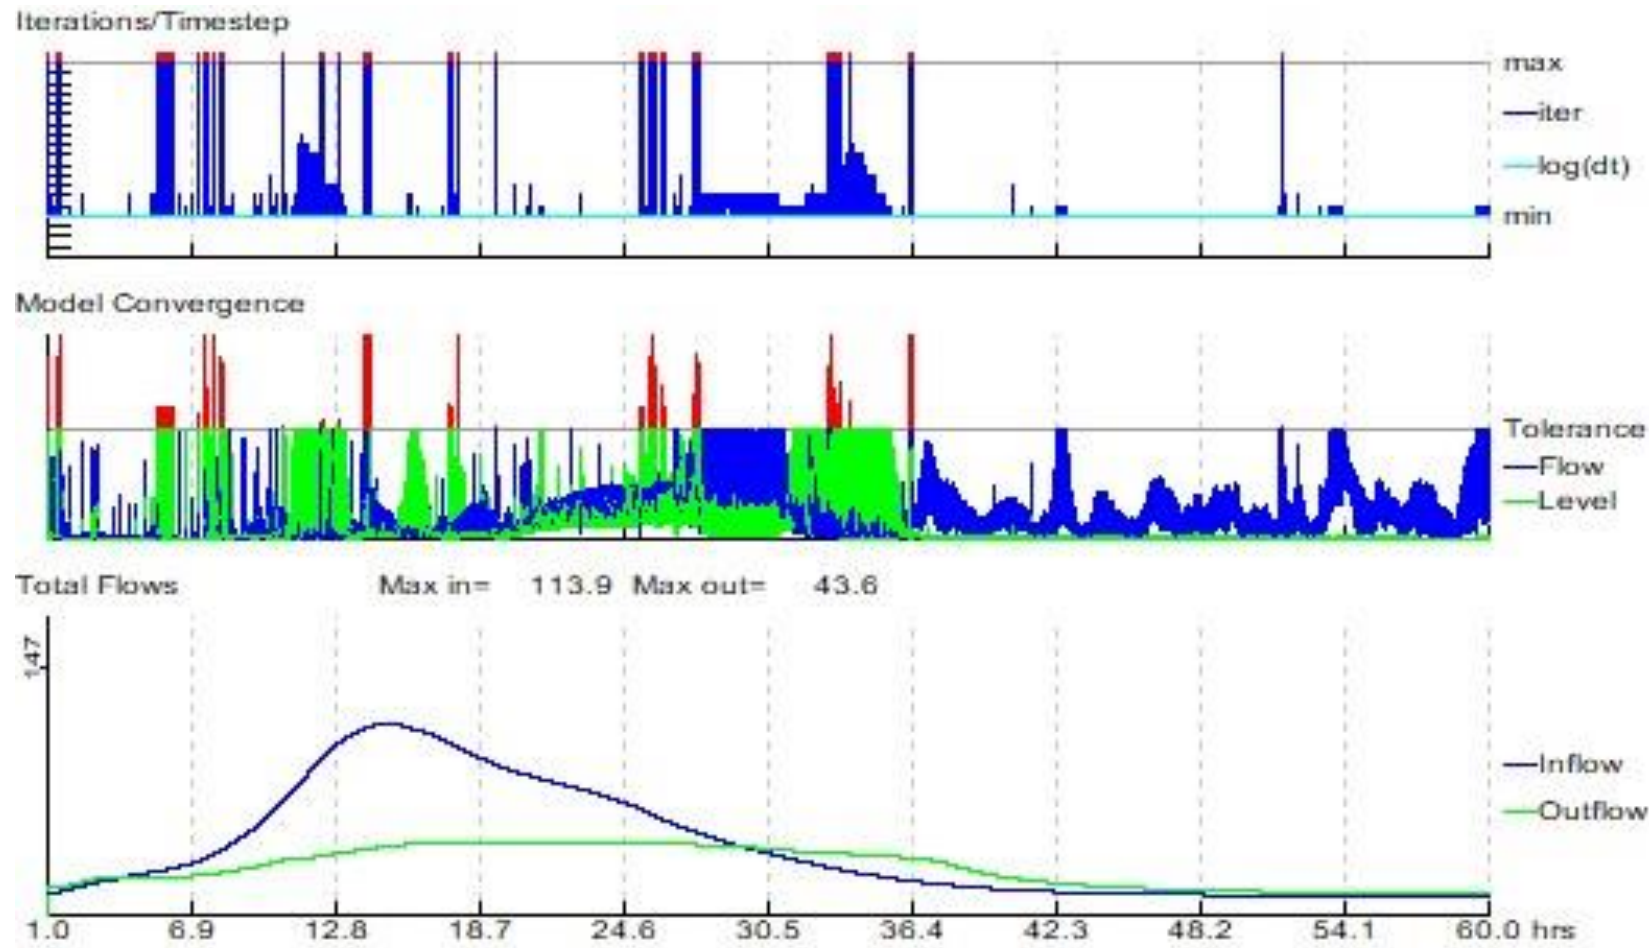 Iterations/Timestep
max
iter
log(dt)
min
Model Convergence
Tolerance
Flow
Level
Total Flows Max in= 113.9 Max out= 43.6
147
Inflow
Outflow
1.0 6.9 12.8 18.7 24.6 30.5 36.4 42.3 48.2 54.1 60.0 hrs